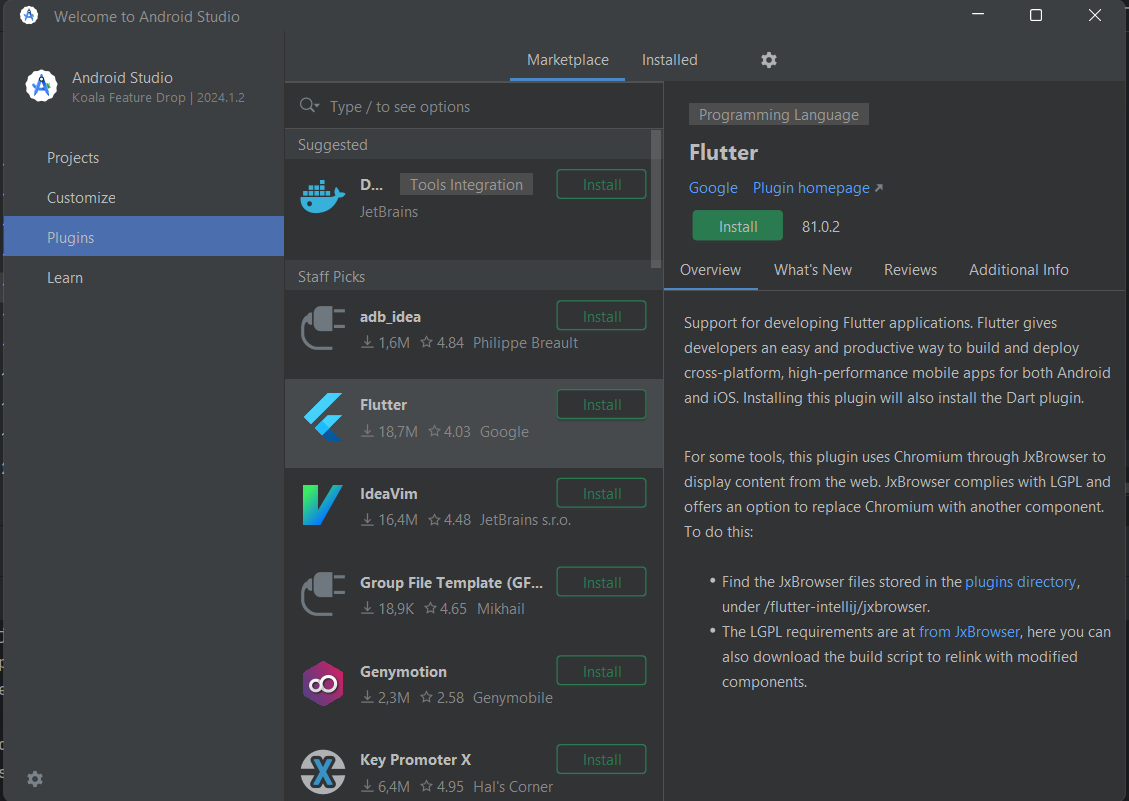 Welcome to Android Studio
Android Studio
Koala Feature Drop | 2024.1.2
Projects
Customize
Plugins
Learn
Marketplace
Installed
Type / to see options
Suggested
D... Tools Integration Install
JetBrains
Staff Picks
adb_idea Install
1,6M 4.84 Philippe Breault
Flutter Install
18,7M 4.03 Google
IdeaVim Install
16,4M 4.48 JetBrains s.r.o.
Group File Template (GF... Install
18,9K 4.65 Mikhail
Genymotion Install
2,3M 2.58 Genymobile
Key Promoter X Install
6,4M 4.95 Hal's Corner
Programming Language
Flutter
Google Plugin homepage ↗
Install 81.0.2
Overview What's New Reviews Additional Info
Support for developing Flutter applications. Flutter gives
developers an easy and productive way to build and deploy
cross-platform, high-performance mobile apps for both Android
and iOS. Installing this plugin will also install the Dart plugin.
For some tools, this plugin uses Chromium through JxBrowser to
display content from the web. JxBrowser complies with LGPL and
offers an option to replace Chromium with another component.
To do this:
• Find the JxBrowser files stored in the plugins directory,
under /flutter-intellij/jxbrowser.
• The LGPL requirements are at from JxBrowser, here you can
also download the build script to relink with modified
components.